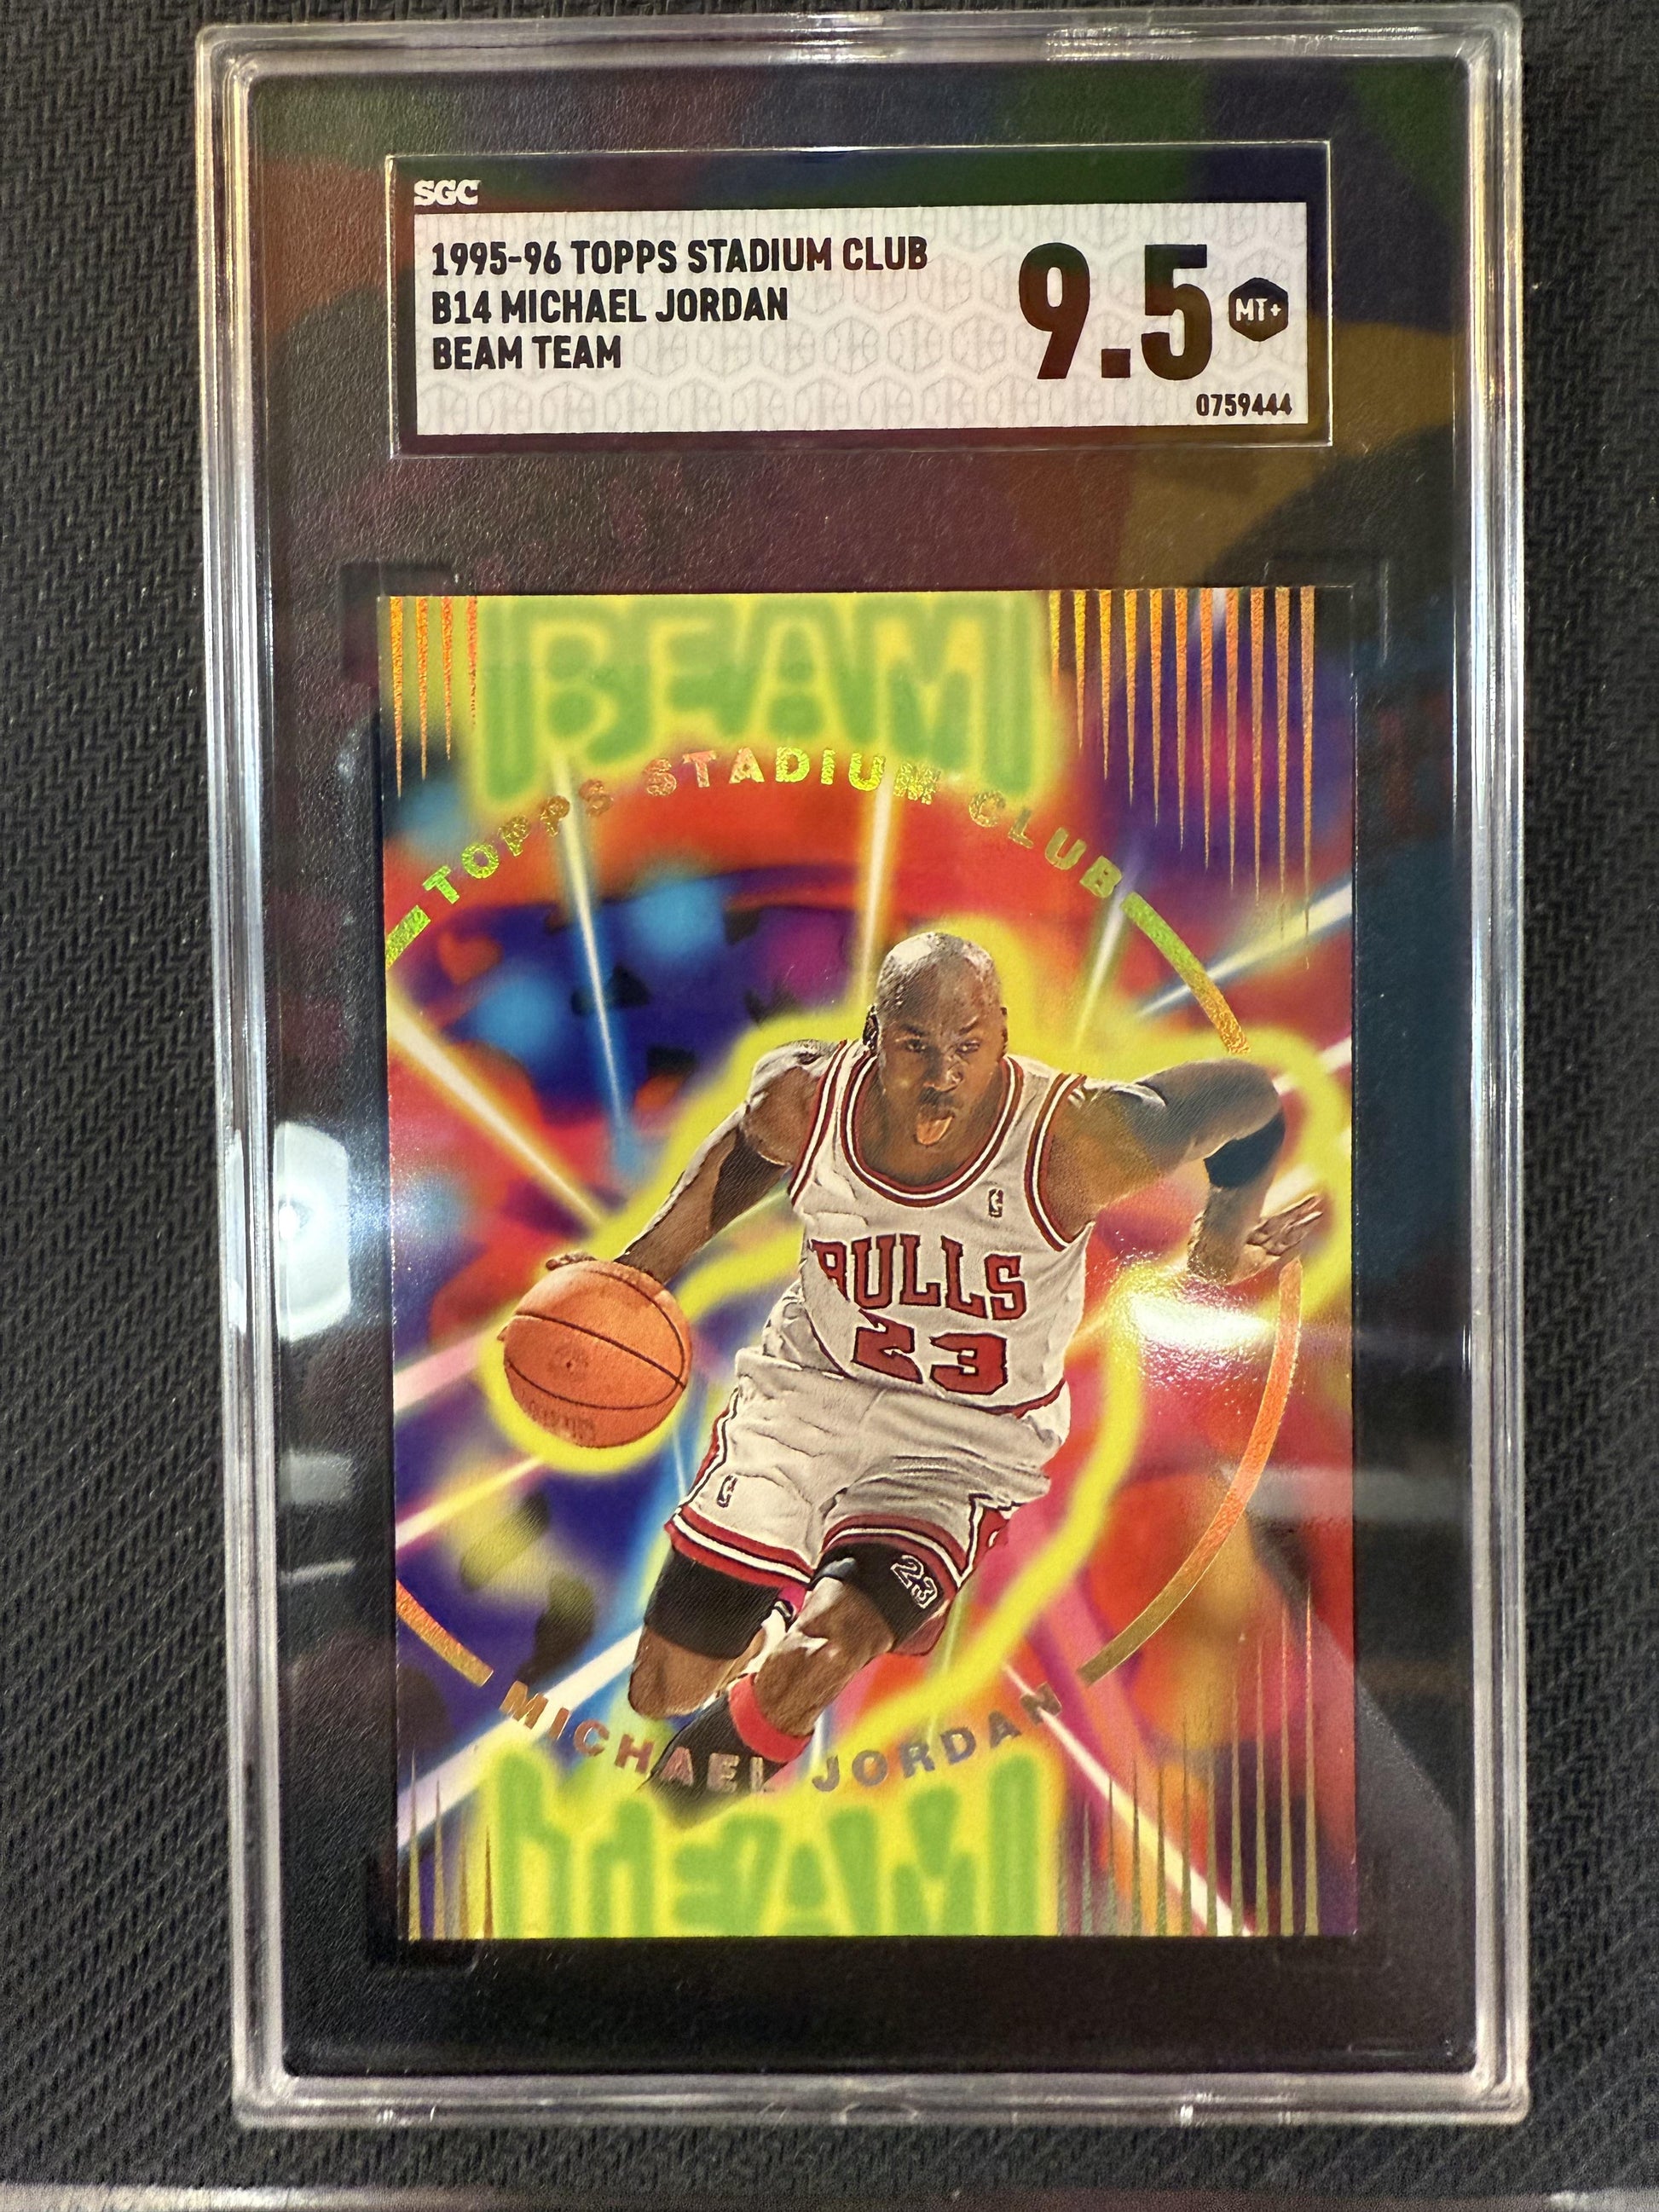 SGC
1995-96 TOPPS STADIUM CLUB
B14 MICHAEL JORDAN
BEAM TEAM
9.5
MT+
0759444
BEAM
TOPPS STADIUM CLUB
BULLS
23
23
MICHAEL JORDAN
TEAM